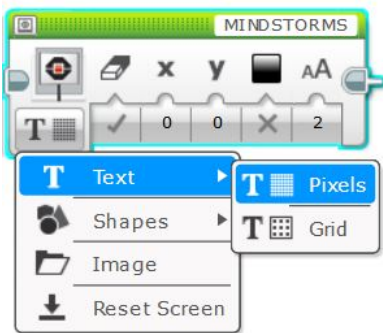 MINDSTORMS
x y AA
T 0 0 2
T Text T Pixels
Shapes T Grid
Image
Reset Screen